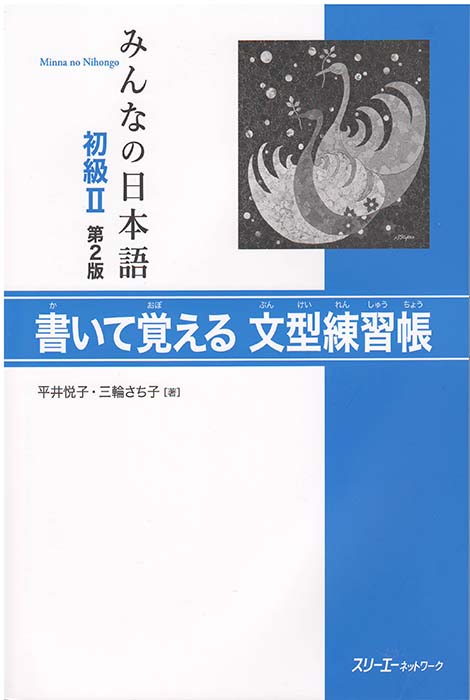 みんなの日本語
Minna no Nihongo
初級Ⅱ
第2版
書いて覚える 文型練習帳
か おぼ ぶん けい れん しゅう ちょう
平井悦子・三輪さち子[著]
スリーエーネットワーク